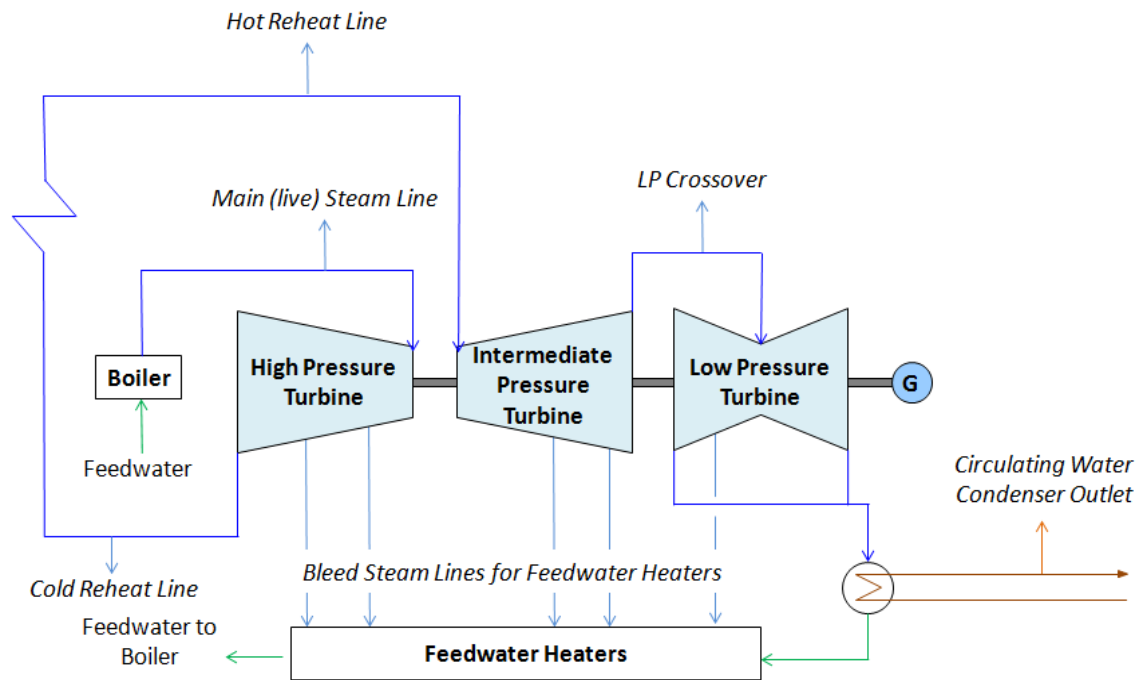 Hot Reheat Line
Main (live) Steam Line
LP Crossover
High Pressure
Turbine
Intermediate
Pressure
Turbine
Low Pressure
Turbine
G
Boiler
Feedwater
Circulating Water
Condenser Outlet
Cold Reheat Line
Bleed Steam Lines for Feedwater Heaters
Feedwater to
Boiler
Feedwater Heaters